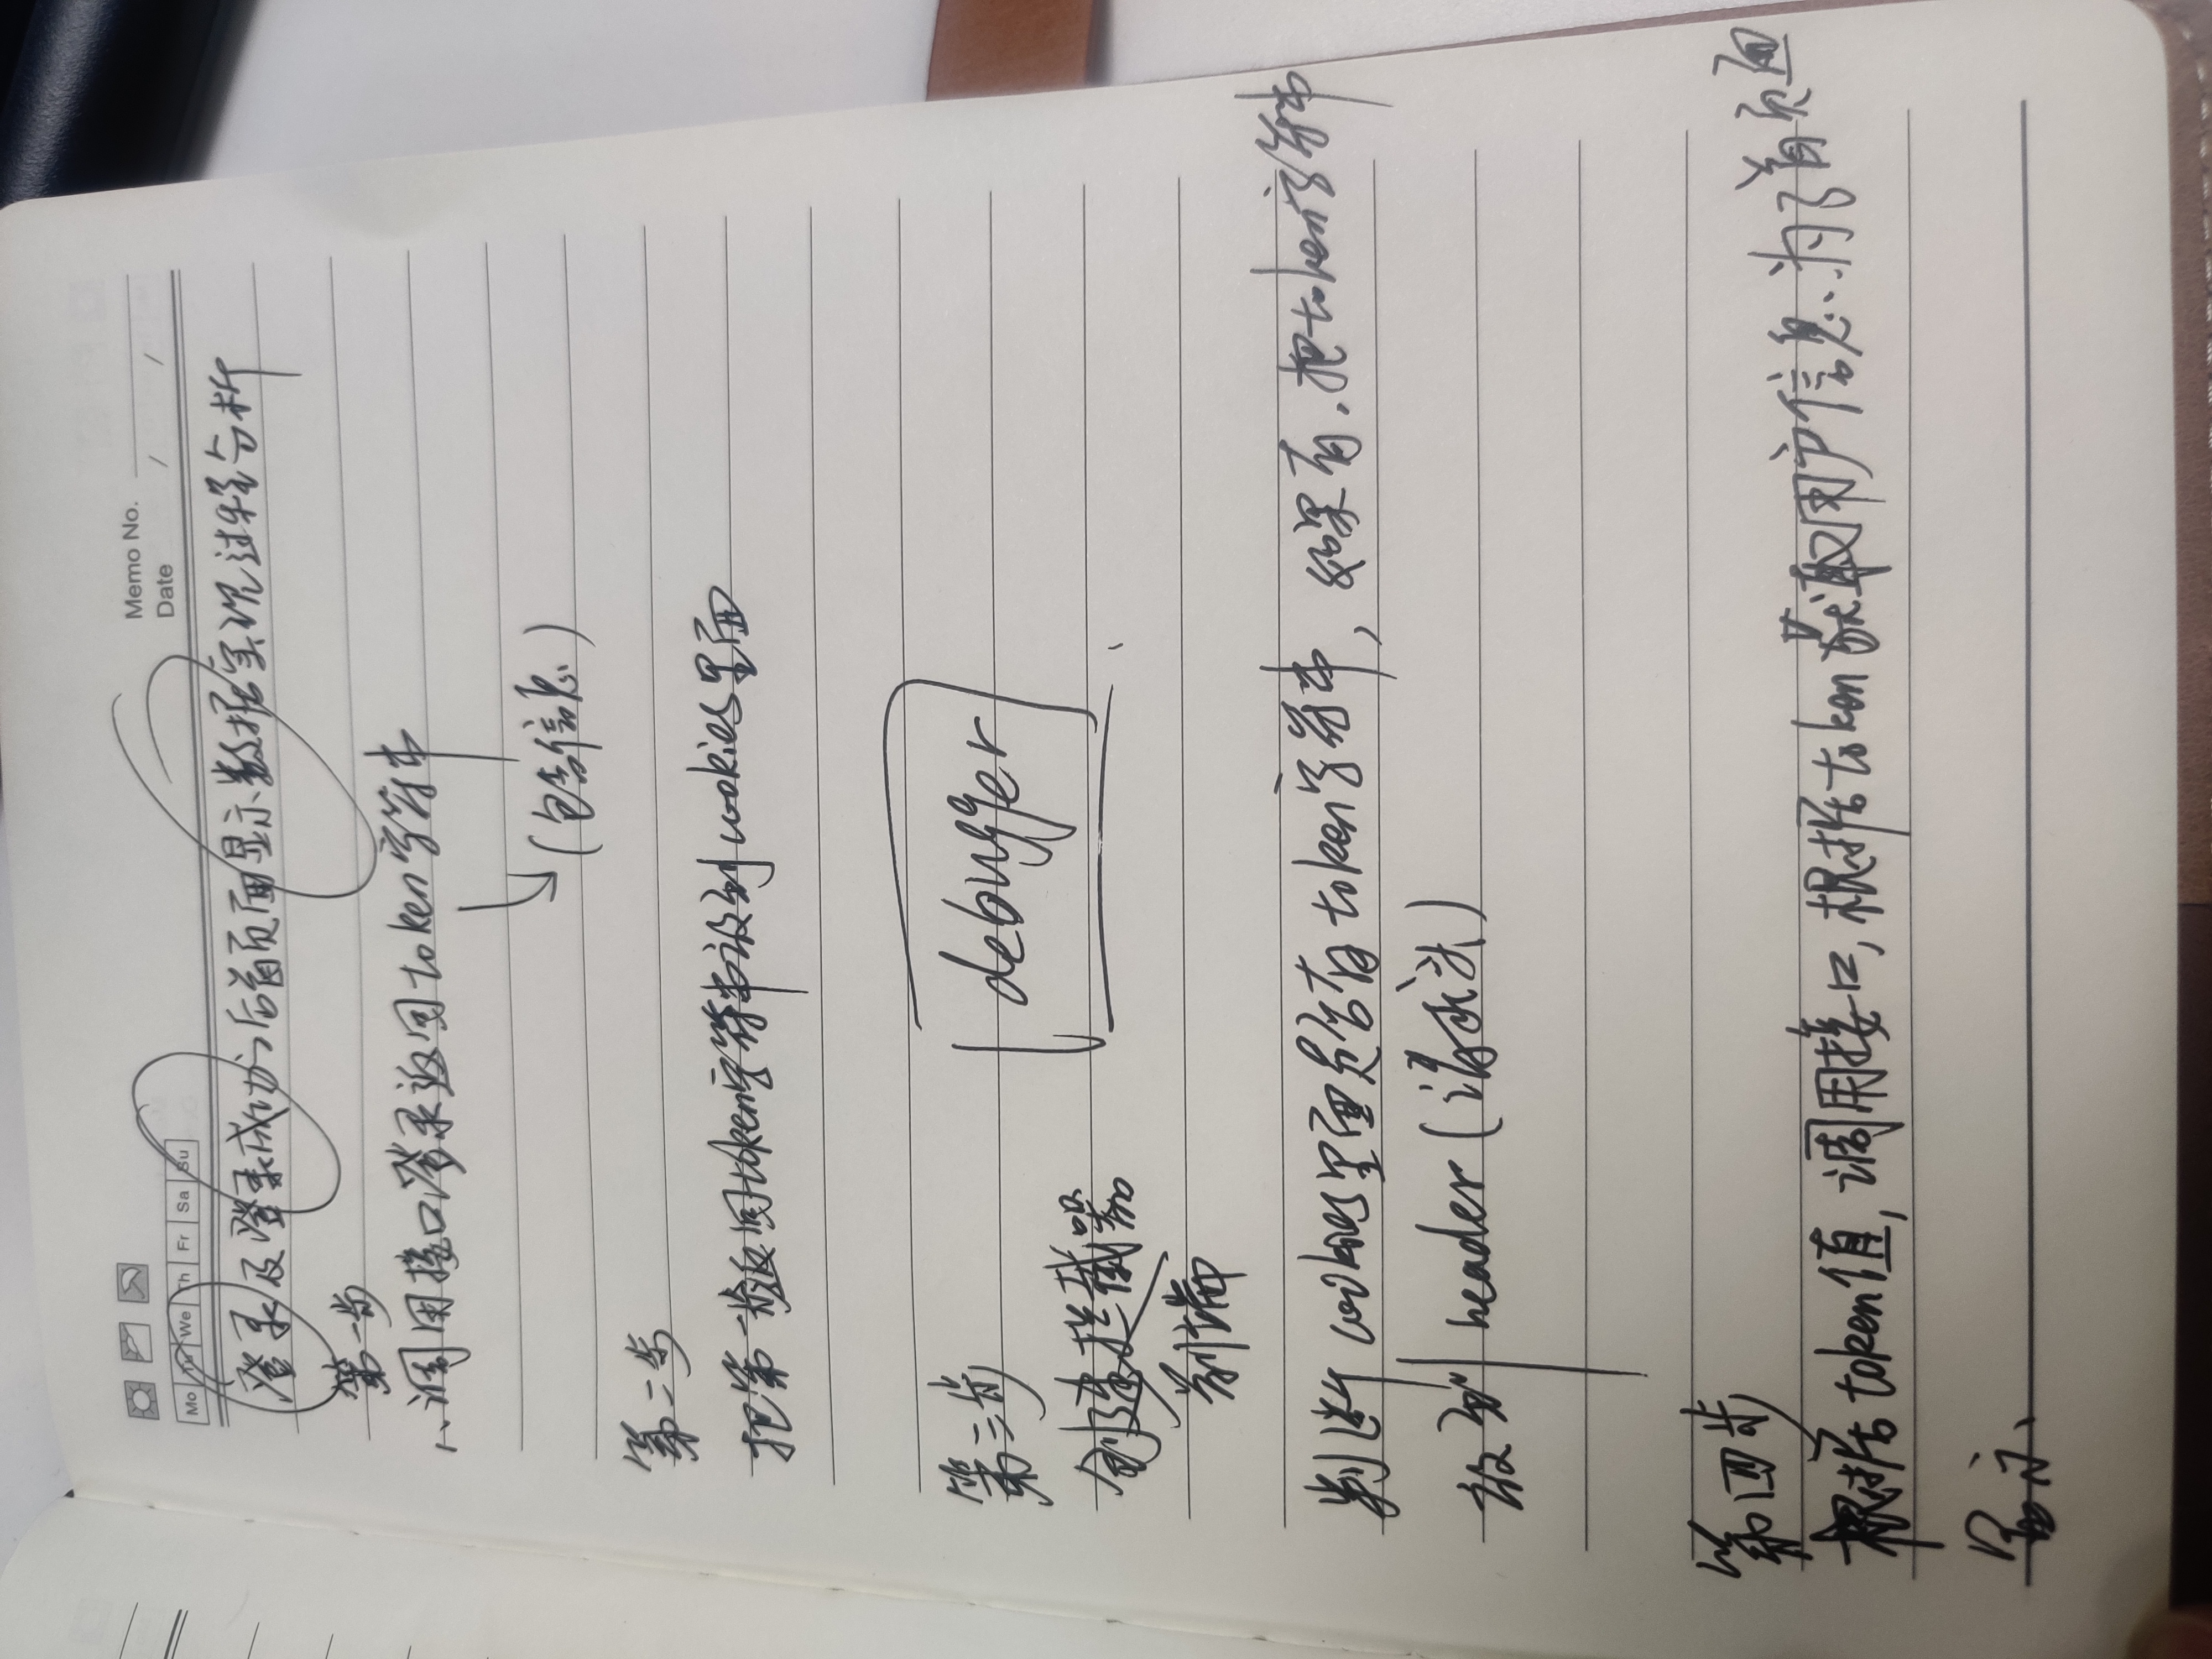 Memo No.
Date / /
Mo Tu We Th Fr Sa Su
登录及登录成功之后首页面显示数据实现过程分析
第一步
1、调用接口登录返回token字符串
(包含信息)
第二步
把第一步返回token字符串放到cookies里面
debugger
第三步
创建拦截器
前端
判断cookies里面是否有token字符串,如果有,把token字符串
放到header(请求头)
第四步
根据token值,调用接口,根据token获取用户信息、为了首页面
显示、